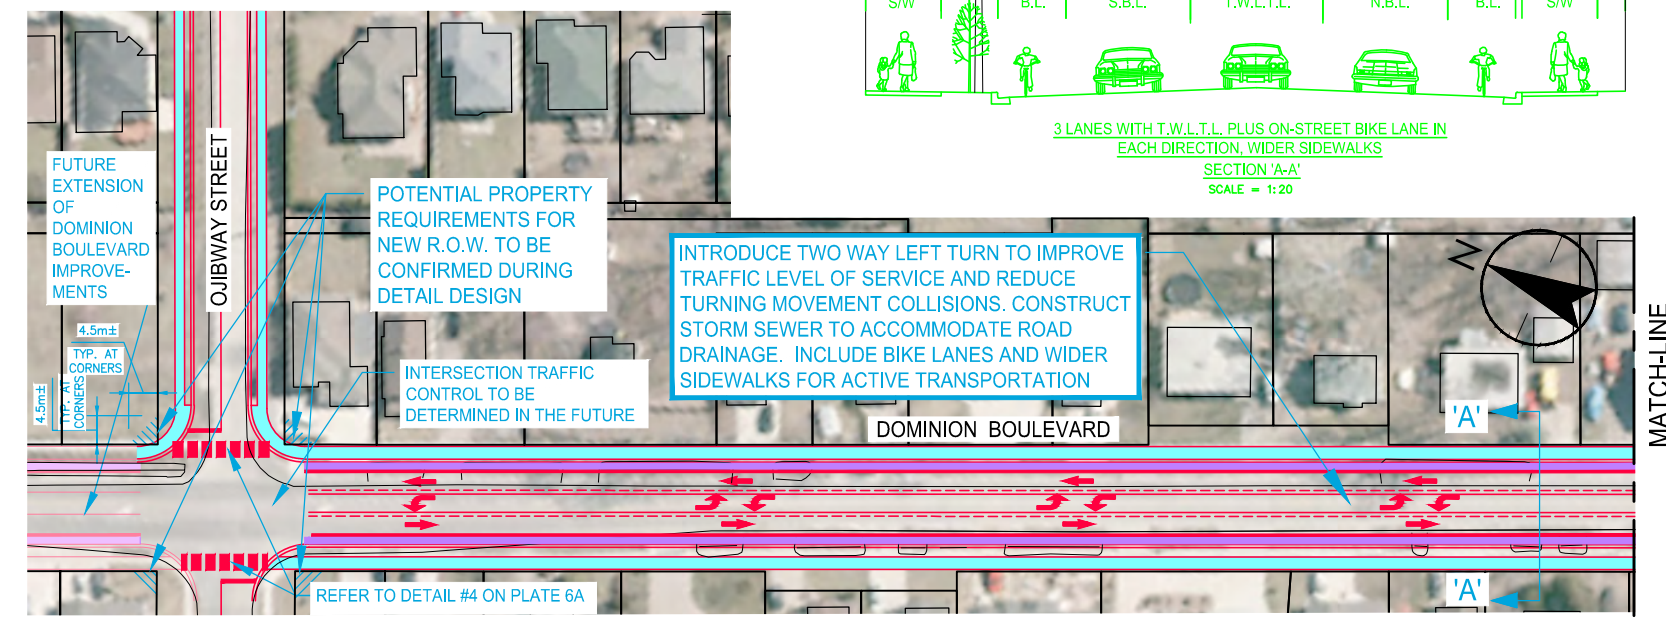 S/W B.L. S.B.L. T.W.L.T.L. N.B.L. B.L. S/W
3 LANES WITH T.W.L.T.L. PLUS ON-STREET BIKE LANE IN
EACH DIRECTION, WIDER SIDEWALKS
SECTION 'A-A'
SCALE = 1:20
FUTURE
EXTENSION
OF
DOMINION
BOULEVARD
IMPROVE-
MENTS
OJIBWAY STREET
POTENTIAL PROPERTY
REQUIREMENTS FOR
NEW R.O.W. TO BE
CONFIRMED DURING
DETAIL DESIGN
INTRODUCE TWO WAY LEFT TURN TO IMPROVE
TRAFFIC LEVEL OF SERVICE AND REDUCE
TURNING MOVEMENT COLLISIONS. CONSTRUCT
STORM SEWER TO ACCOMMODATE ROAD
DRAINAGE. INCLUDE BIKE LANES AND WIDER
SIDEWALKS FOR ACTIVE TRANSPORTATION
N
MATCH-LINE
4.5m±
TYP. AT
CORNERS
4.5m±
TYP. AT
CORNERS
INTERSECTION TRAFFIC
CONTROL TO BE
DETERMINED IN THE FUTURE
DOMINION BOULEVARD
'A'
'A'
REFER TO DETAIL #4 ON PLATE 6A